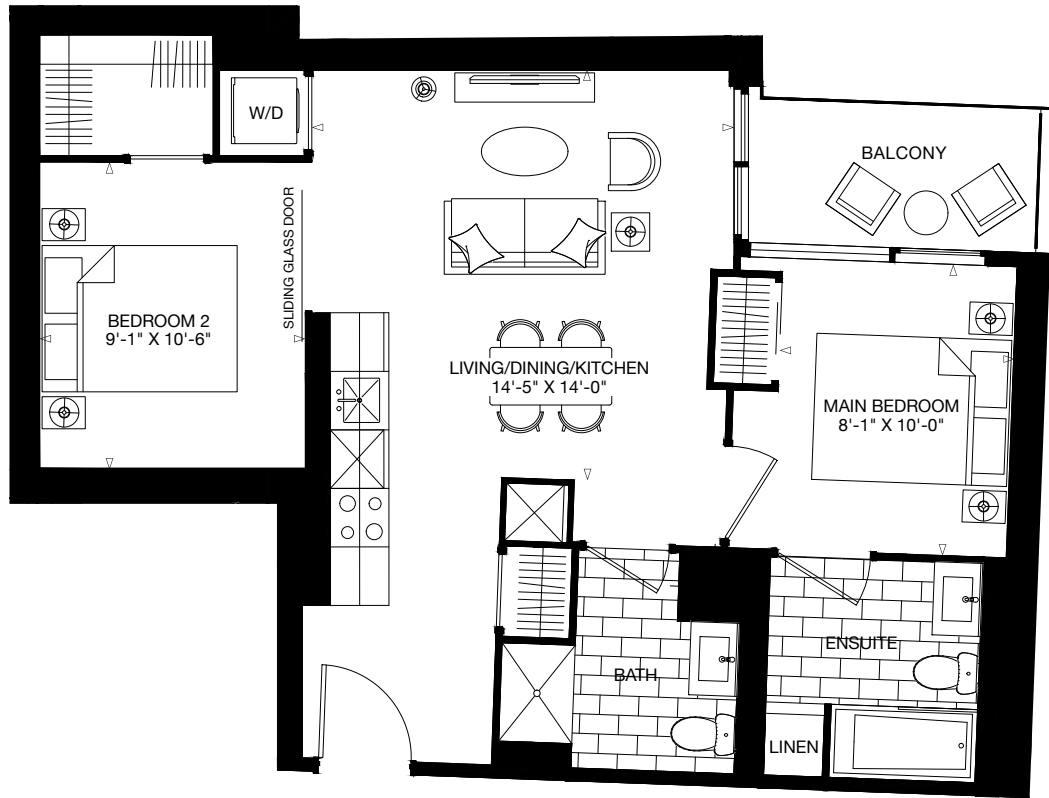 W/D
BALCONY
SLIDING GLASS DOOR
BEDROOM 2
9'-1" X 10'-6"
LIVING/DINING/KITCHEN
14'-5" X 14'-0"
MAIN BEDROOM
8'-1" X 10'-0"
ENSUITE
BATH
LINEN